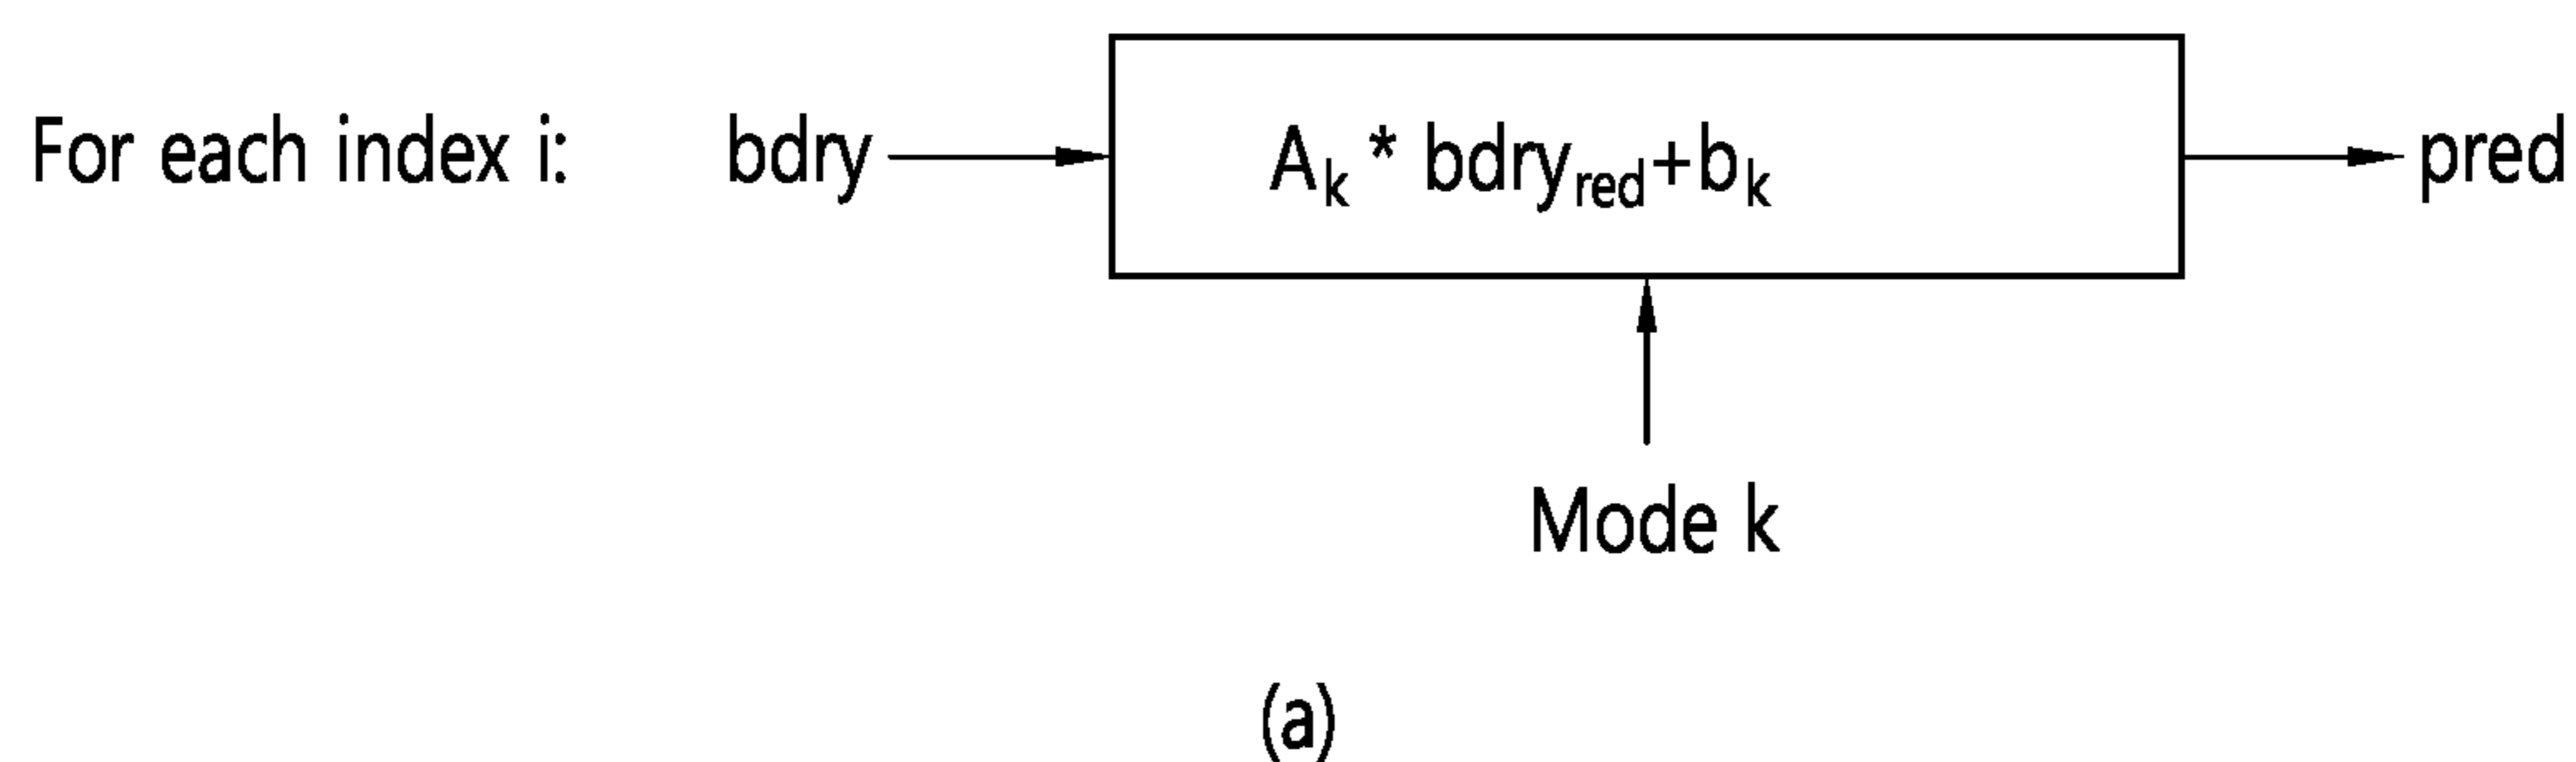 For each index i: bdry A_k * bdry_red+b_k pred
Mode k
(a)